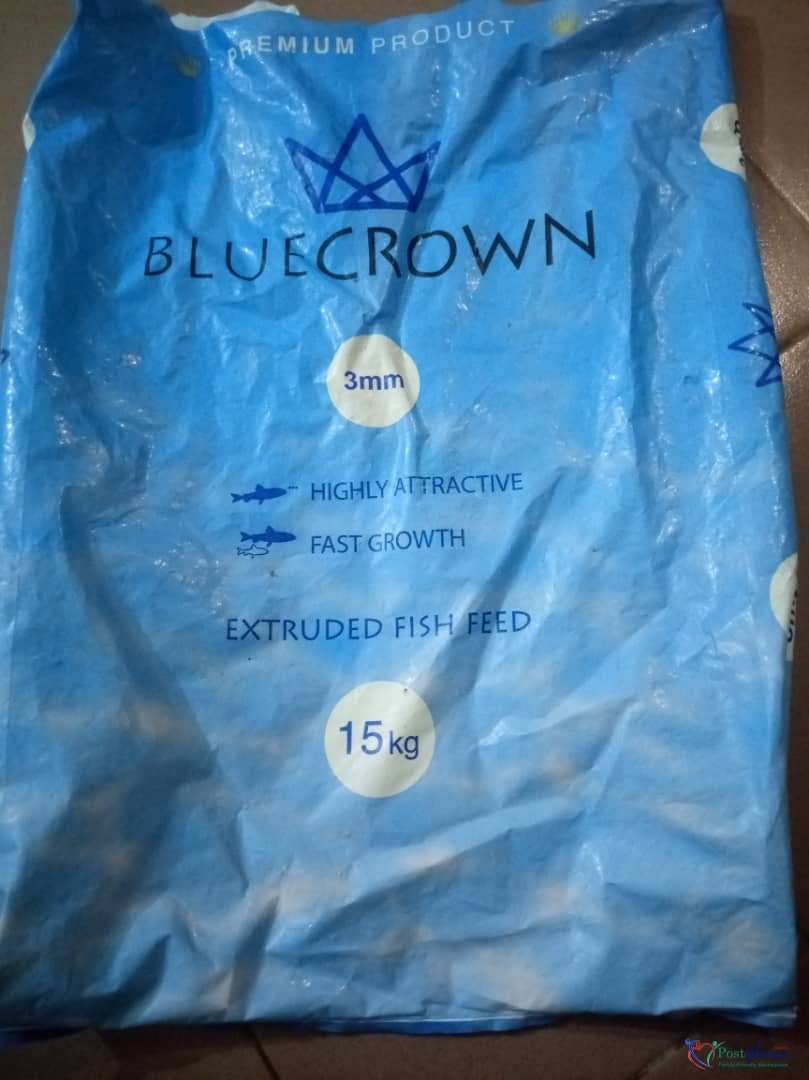 PREMIUM PRODUCT
BLUECROWN
3mm
HIGHLY ATTRACTIVE
FAST GROWTH
EXTRUDED FISH FEED
15kg